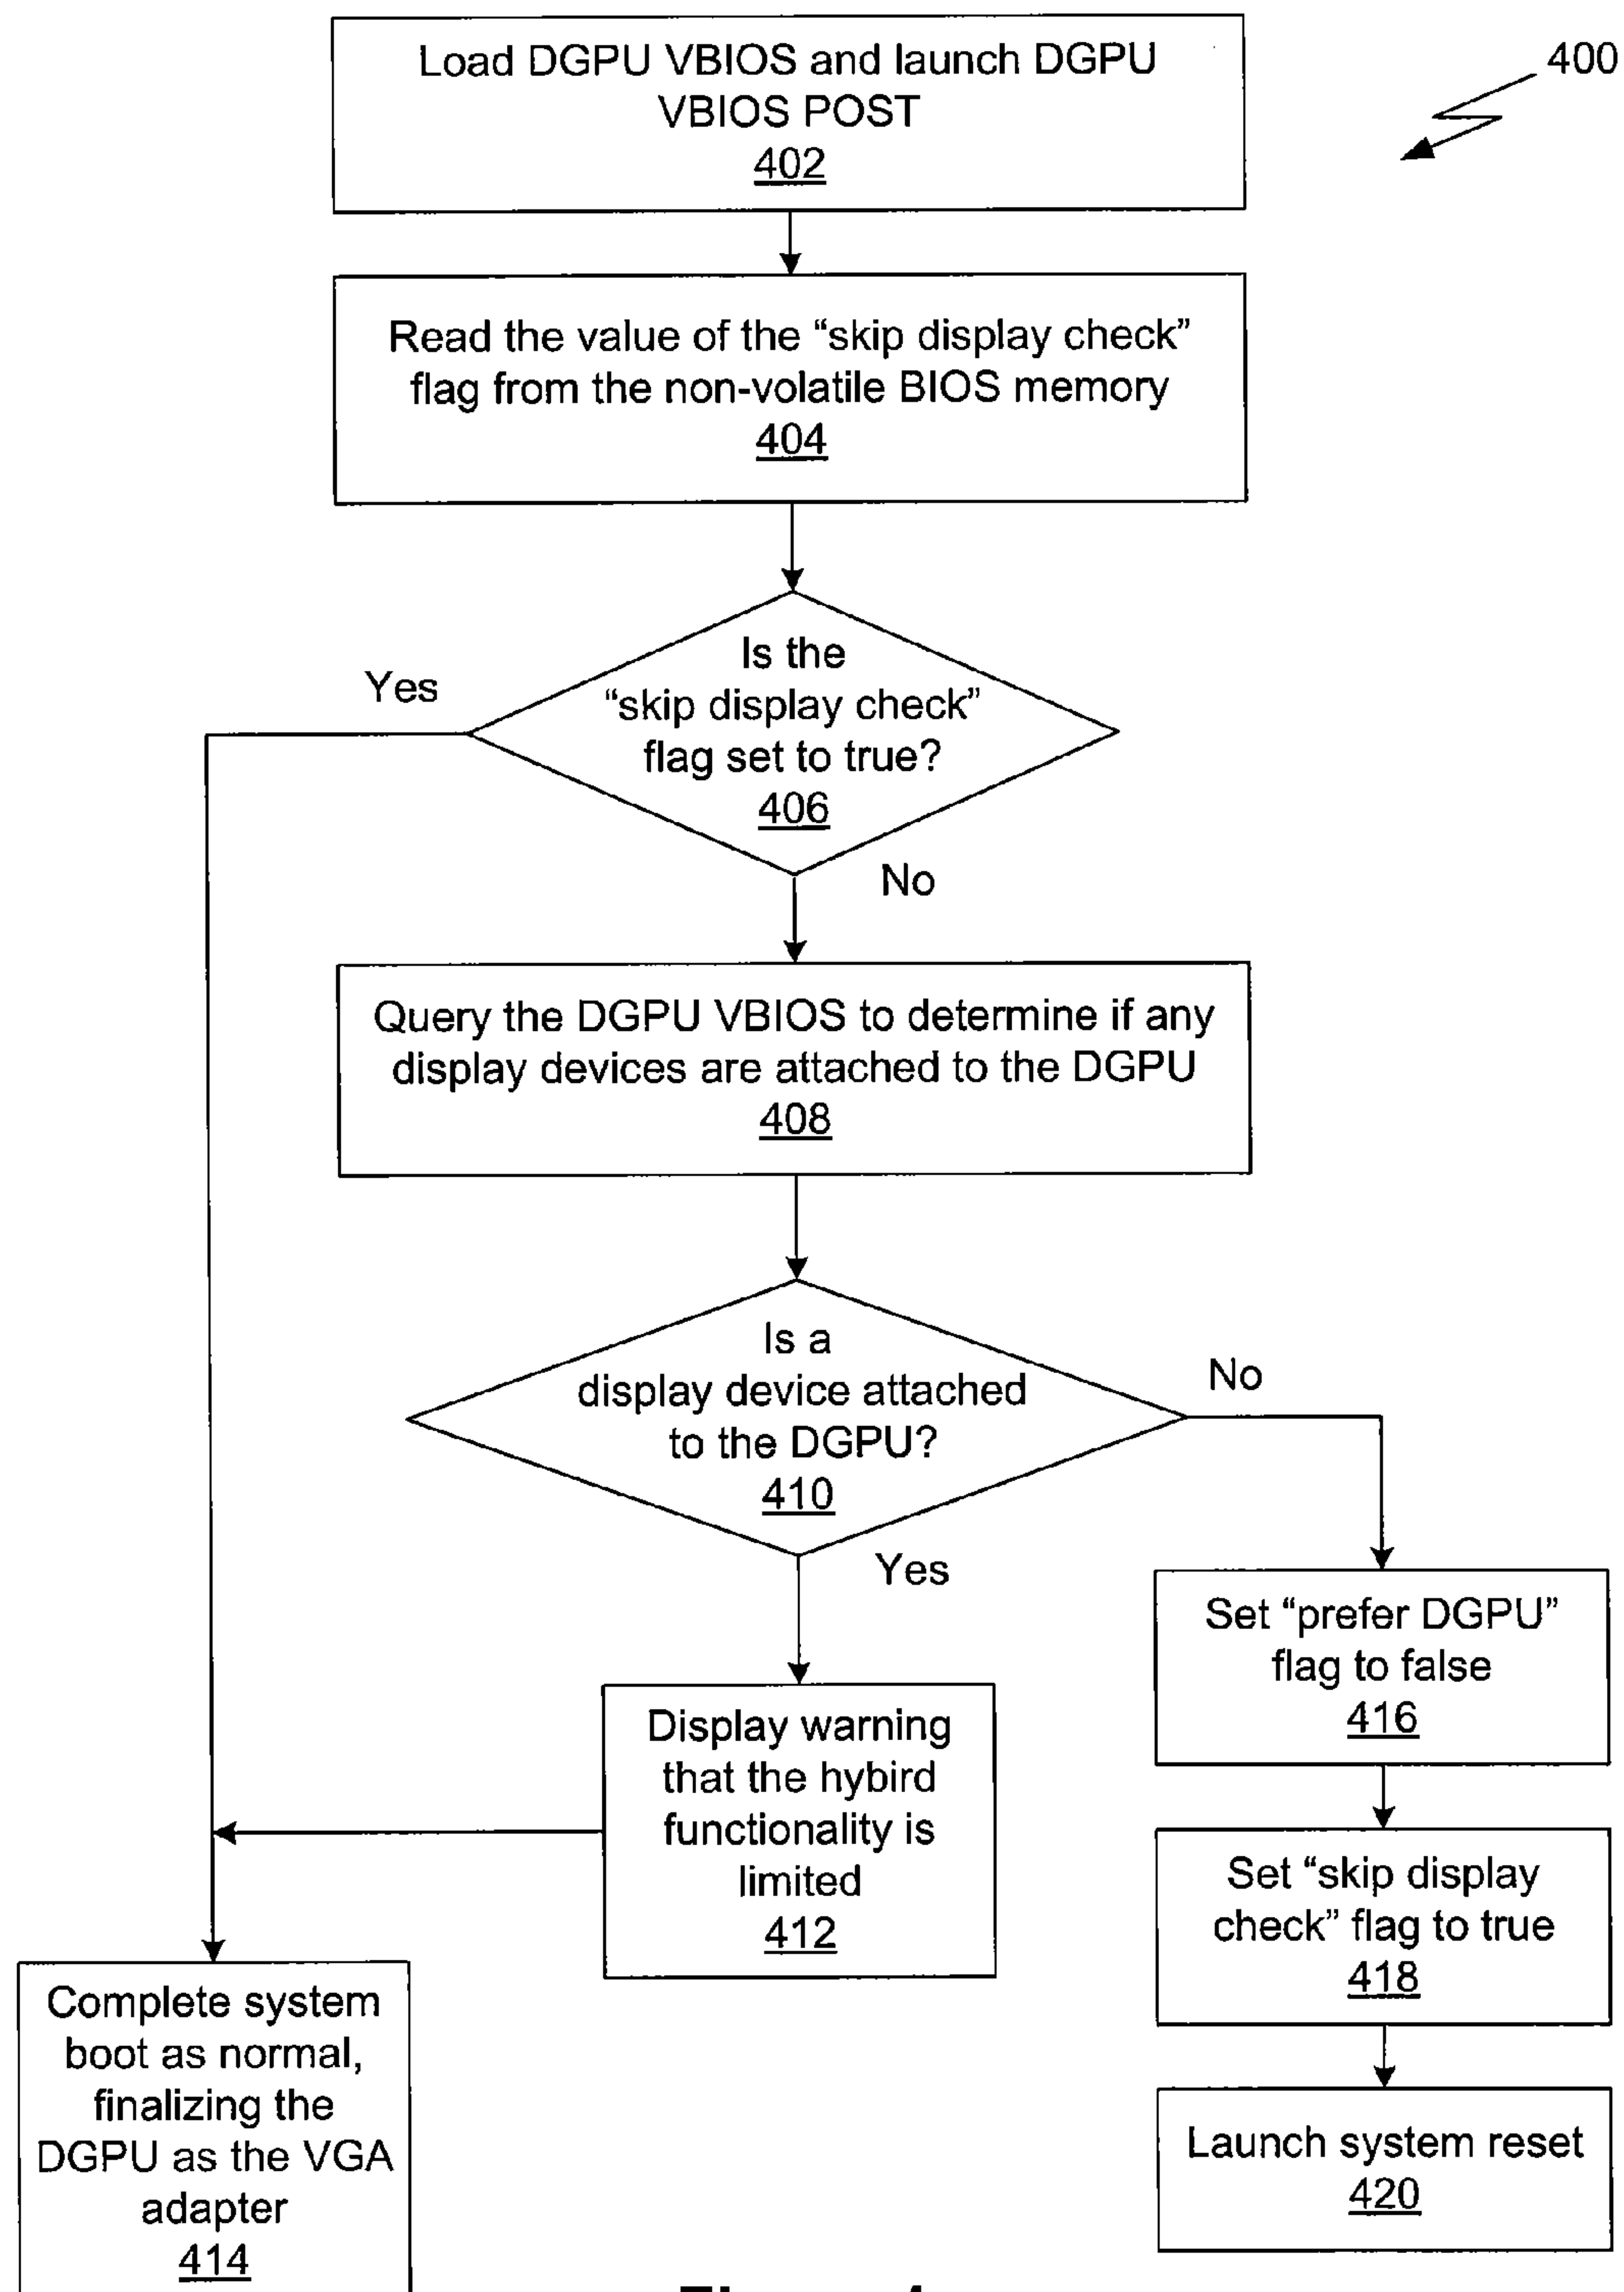 400
Load DGPU VBIOS and launch DGPU
VBIOS POST
402
Read the value of the “skip display check”
flag from the non-volatile BIOS memory
404
Is the
“skip display check”
flag set to true?
406
Yes
No
Query the DGPU VBIOS to determine if any
display devices are attached to the DGPU
408
Is a
display device attached
to the DGPU?
410
No
Yes
Set “prefer DGPU”
flag to false
416
Display warning
that the hybird
functionality is
limited
412
Set “skip display
check” flag to true
418
Complete system
boot as normal,
finalizing the
DGPU as the VGA
adapter
414
Launch system reset
420